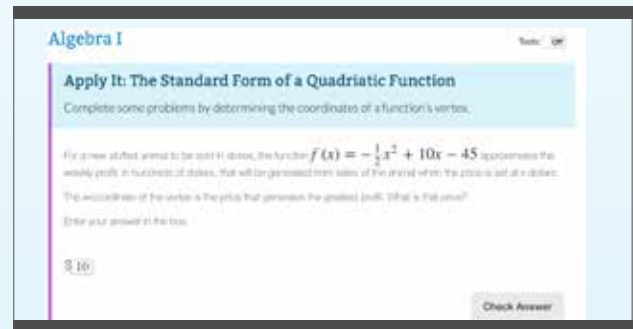 Algebra I
Tools: Off
Apply It: The Standard Form of a Quadriatic Function
Complete some problems by determining the coordinates of a function's vertex.
For a new stuffed animal to be sold in stores, the function f (x) = − x² + 10x − 45 approximates the
weekly profit in hundreds of dollars, that will be generated from sales of the animal when the price is set at x dollars.
The x-coordinate of the vertex is the price that generates the greatest profit. What is that price?
Enter your answer in the box.
$ 10
Check Answer